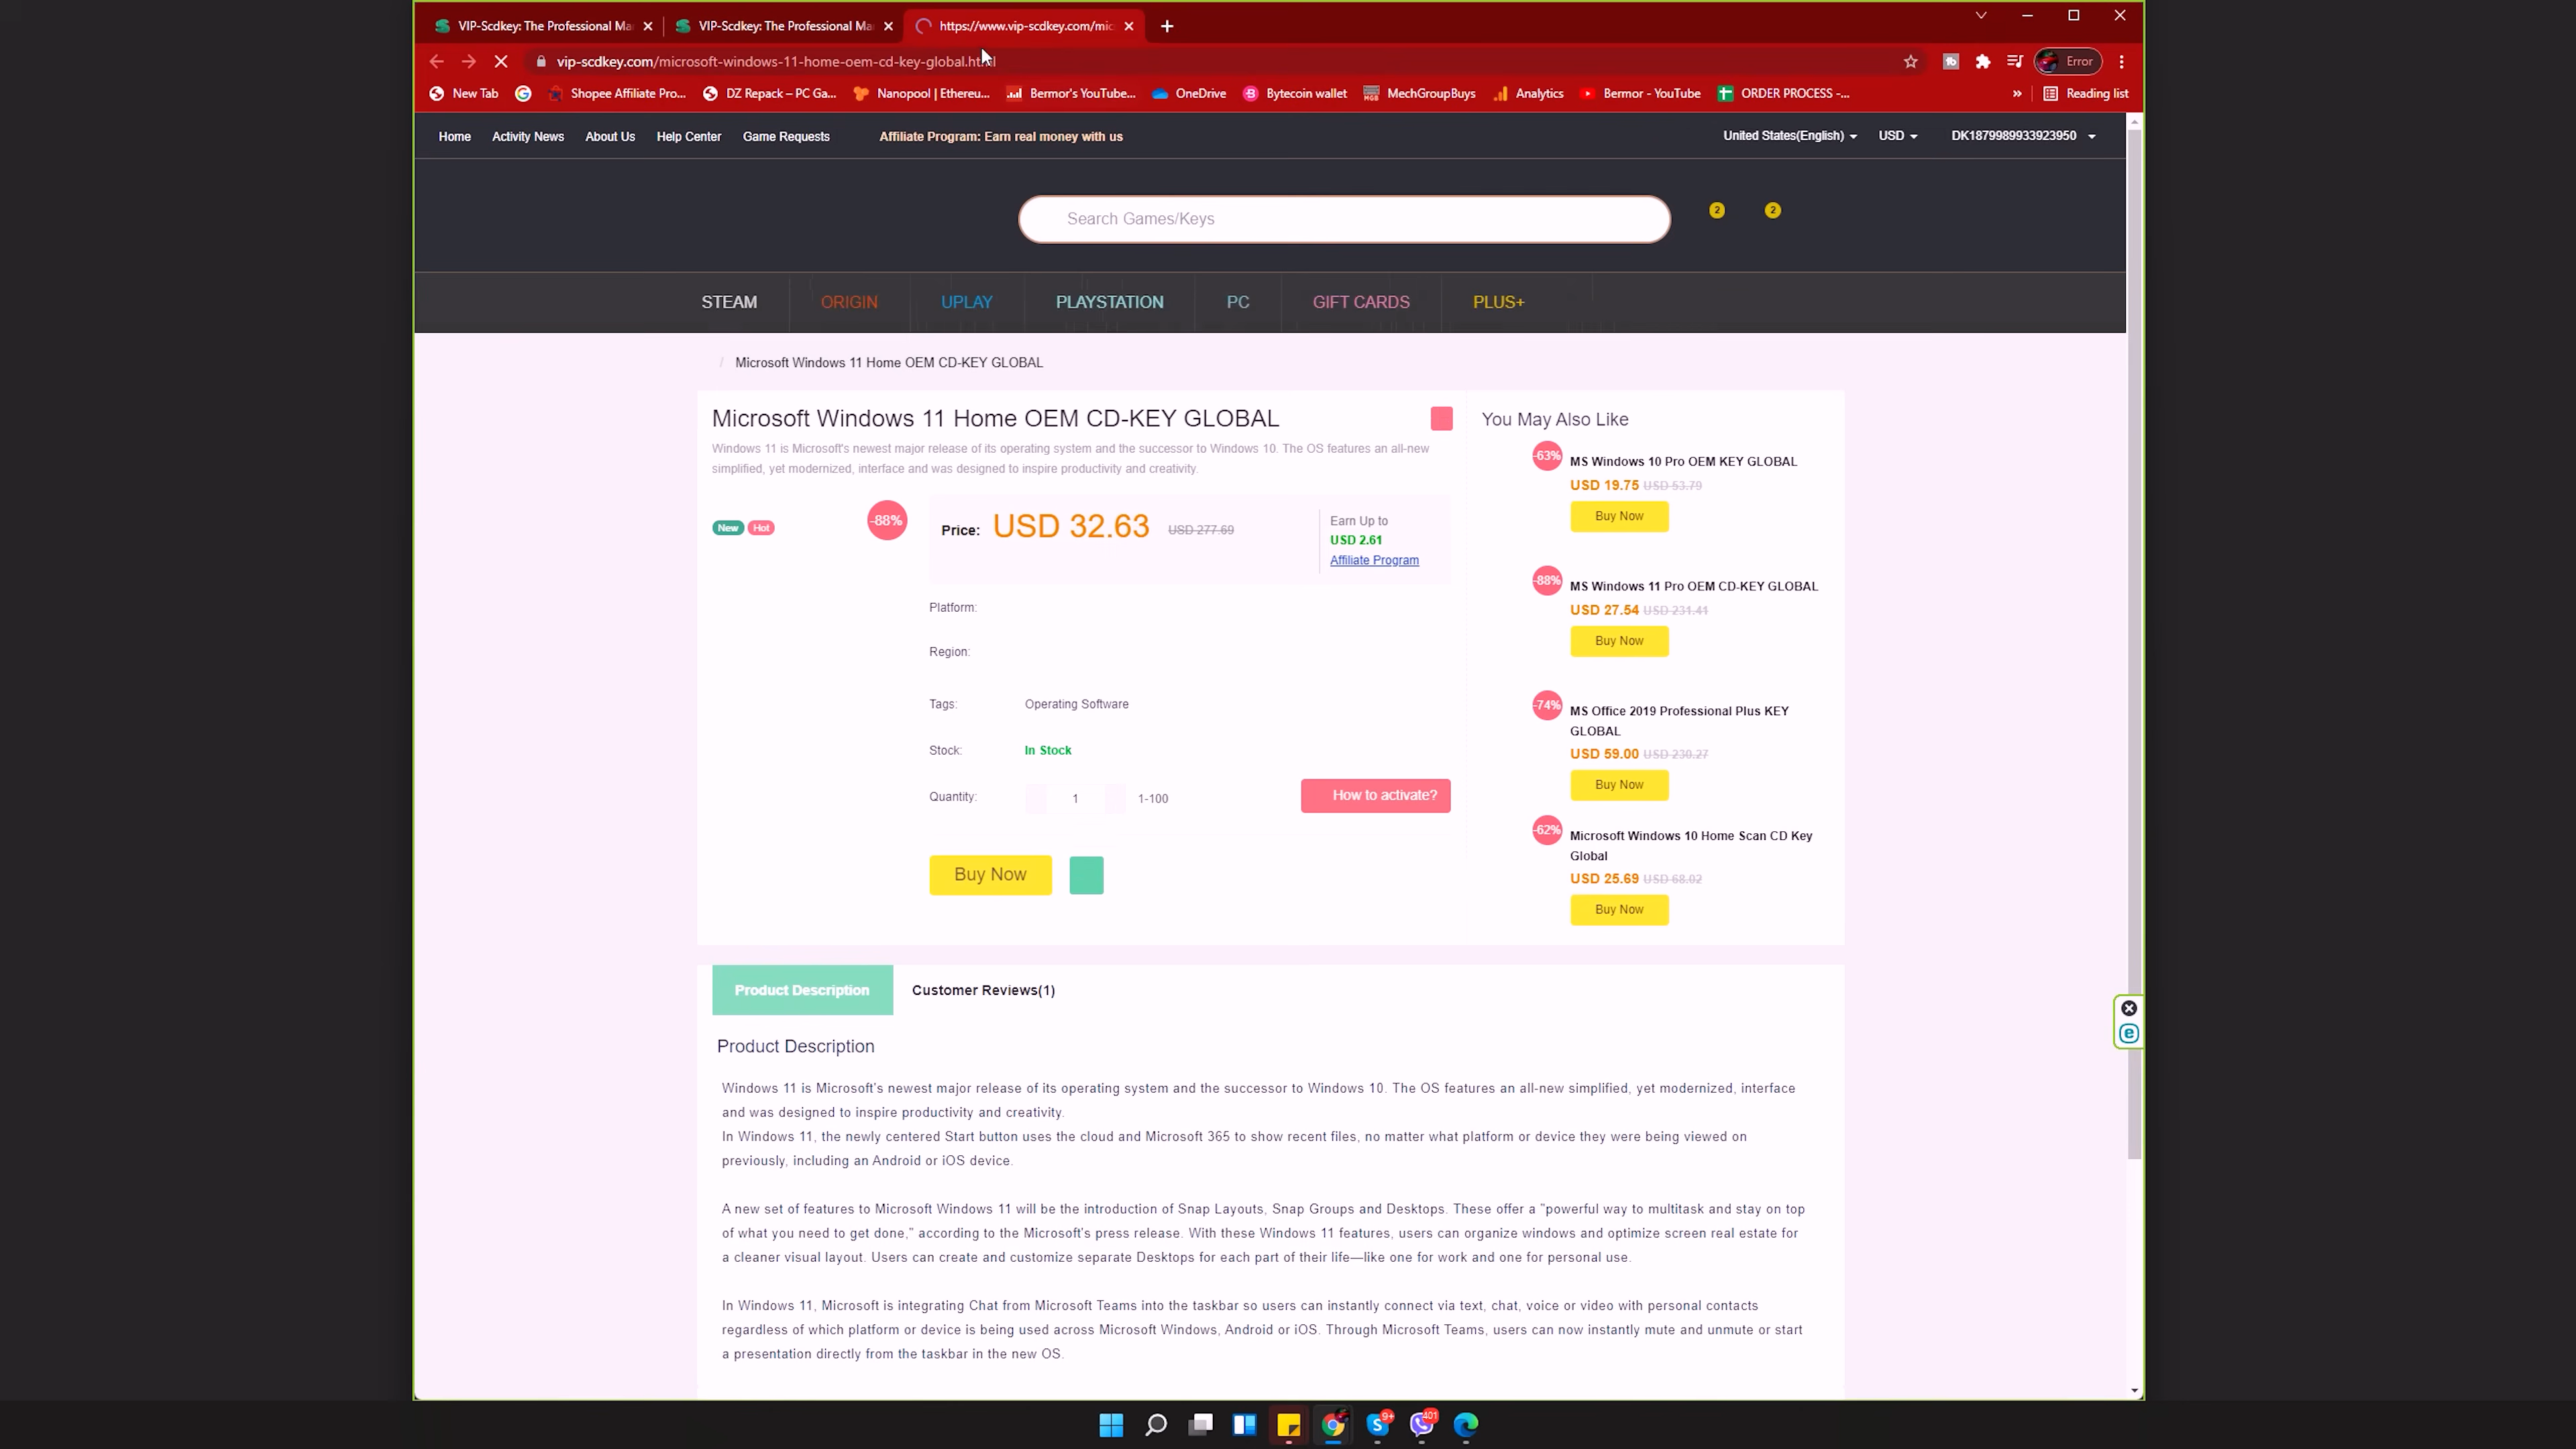 VIP-Scdkey: The Professional Ma
VIP-Scdkey: The Professional Ma
https://www.vip-scdkey.com/mic
vip-scdkey.com/microsoft-windows-11-home-oem-cd-key-global.html
Error
New Tab
Shopee Affiliate Pro...
DZ Repack – PC Ga...
Nanopool | Ethereu...
Bermor's YouTube...
OneDrive
Bytecoin wallet
MechGroupBuys
Analytics
Bermor - YouTube
ORDER PROCESS -...
»
Reading list
Home
Activity News
About Us
Help Center
Game Requests
Affiliate Program: Earn real money with us
United States(English)
USD
DK1879989933923950
Search Games/Keys
2
2
STEAM
ORIGIN
UPLAY
PLAYSTATION
PC
GIFT CARDS
PLUS+
/ Microsoft Windows 11 Home OEM CD-KEY GLOBAL
Microsoft Windows 11 Home OEM CD-KEY GLOBAL
Windows 11 is Microsoft's newest major release of its operating system and the successor to Windows 10. The OS features an all-new
simplified, yet modernized, interface and was designed to inspire productivity and creativity.
New
Hot
-88%
Price: USD 32.63 USD 277.69
Earn Up to
USD 2.61
Affiliate Program
Platform:
Region:
Tags: Operating Software
Stock: In Stock
Quantity: 1 1-100
How to activate?
Buy Now
You May Also Like
-63%
MS Windows 10 Pro OEM KEY GLOBAL
USD 19.75 USD 53.79
Buy Now
-88%
MS Windows 11 Pro OEM CD-KEY GLOBAL
USD 27.54 USD 231.41
Buy Now
-74%
MS Office 2019 Professional Plus KEY
GLOBAL
USD 59.00 USD 230.27
Buy Now
-62%
Microsoft Windows 10 Home Scan CD Key
Global
USD 25.69 USD 68.02
Buy Now
Product Description
Customer Reviews(1)
Product Description
Windows 11 is Microsoft's newest major release of its operating system and the successor to Windows 10. The OS features an all-new simplified, yet modernized, interface
and was designed to inspire productivity and creativity.
In Windows 11, the newly centered Start button uses the cloud and Microsoft 365 to show recent files, no matter what platform or device they were being viewed on
previously, including an Android or iOS device.
A new set of features to Microsoft Windows 11 will be the introduction of Snap Layouts, Snap Groups and Desktops. These offer a "powerful way to multitask and stay on top
of what you need to get done," according to the Microsoft's press release. With these Windows 11 features, users can organize windows and optimize screen real estate for
a cleaner visual layout. Users can create and customize separate Desktops for each part of their life—like one for work and one for personal use.
In Windows 11, Microsoft is integrating Chat from Microsoft Teams into the taskbar so users can instantly connect via text, chat, voice or video with personal contacts
regardless of which platform or device is being used across Microsoft Windows, Android or iOS. Through Microsoft Teams, users can now instantly mute and unmute or start
a presentation directly from the taskbar in the new OS.
9+
401